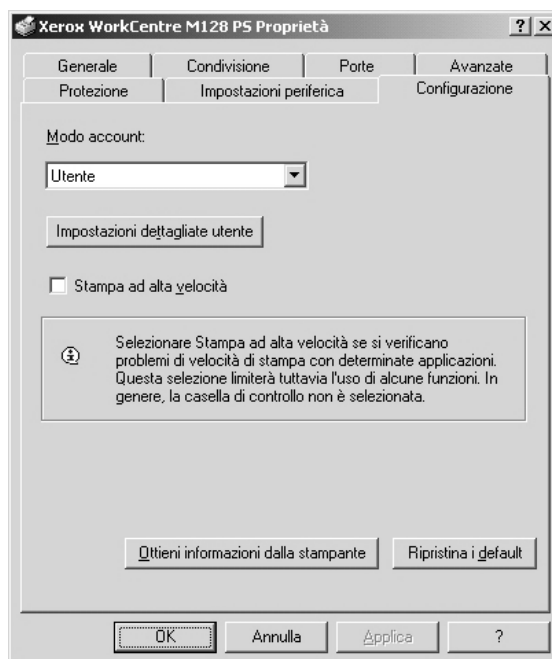 Xerox WorkCentre M128 PS Proprietà
? X
Generale Condivisione Porte Avanzate
Protezione Impostazioni periferica Configurazione
Modo account:
Utente
Impostazioni dettagliate utente
Stampa ad alta velocità
Selezionare Stampa ad alta velocità se si verificano
problemi di velocità di stampa con determinate applicazioni.
Questa selezione limiterà tuttavia l'uso di alcune funzioni. In
genere, la casella di controllo non è selezionata.
Ottieni informazioni dalla stampante Ripristina i default
OK Annulla Applica ?